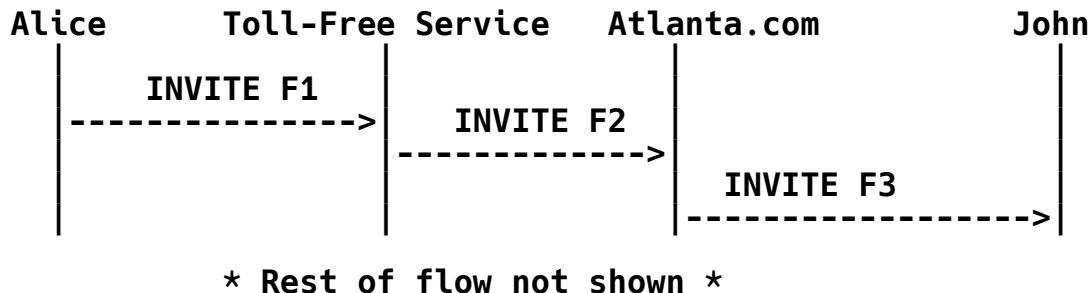 Alice Toll-Free Service Atlanta.com John
INVITE F1
INVITE F2
INVITE F3
* Rest of flow not shown *